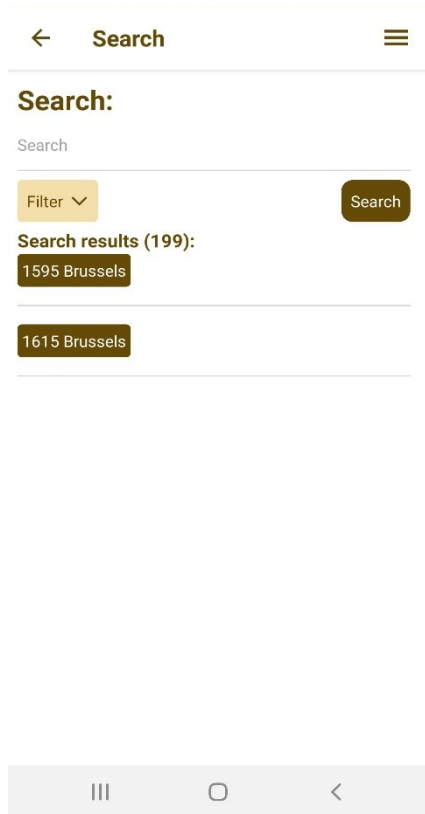 Search
Search:
Search
Filter Search
Search results (199):
1595 Brussels
1615 Brussels